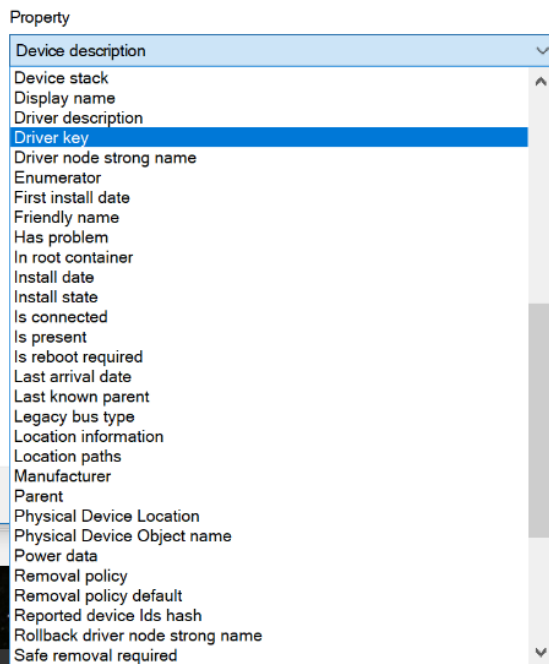 Property
Device description
Device stack
Display name
Driver description
Driver key
Driver node strong name
Enumerator
First install date
Friendly name
Has problem
In root container
Install date
Install state
Is connected
Is present
Is reboot required
Last arrival date
Last known parent
Legacy bus type
Location information
Location paths
Manufacturer
Parent
Physical Device Location
Physical Device Object name
Power data
Removal policy
Removal policy default
Reported device Ids hash
Rollback driver node strong name
Safe removal required